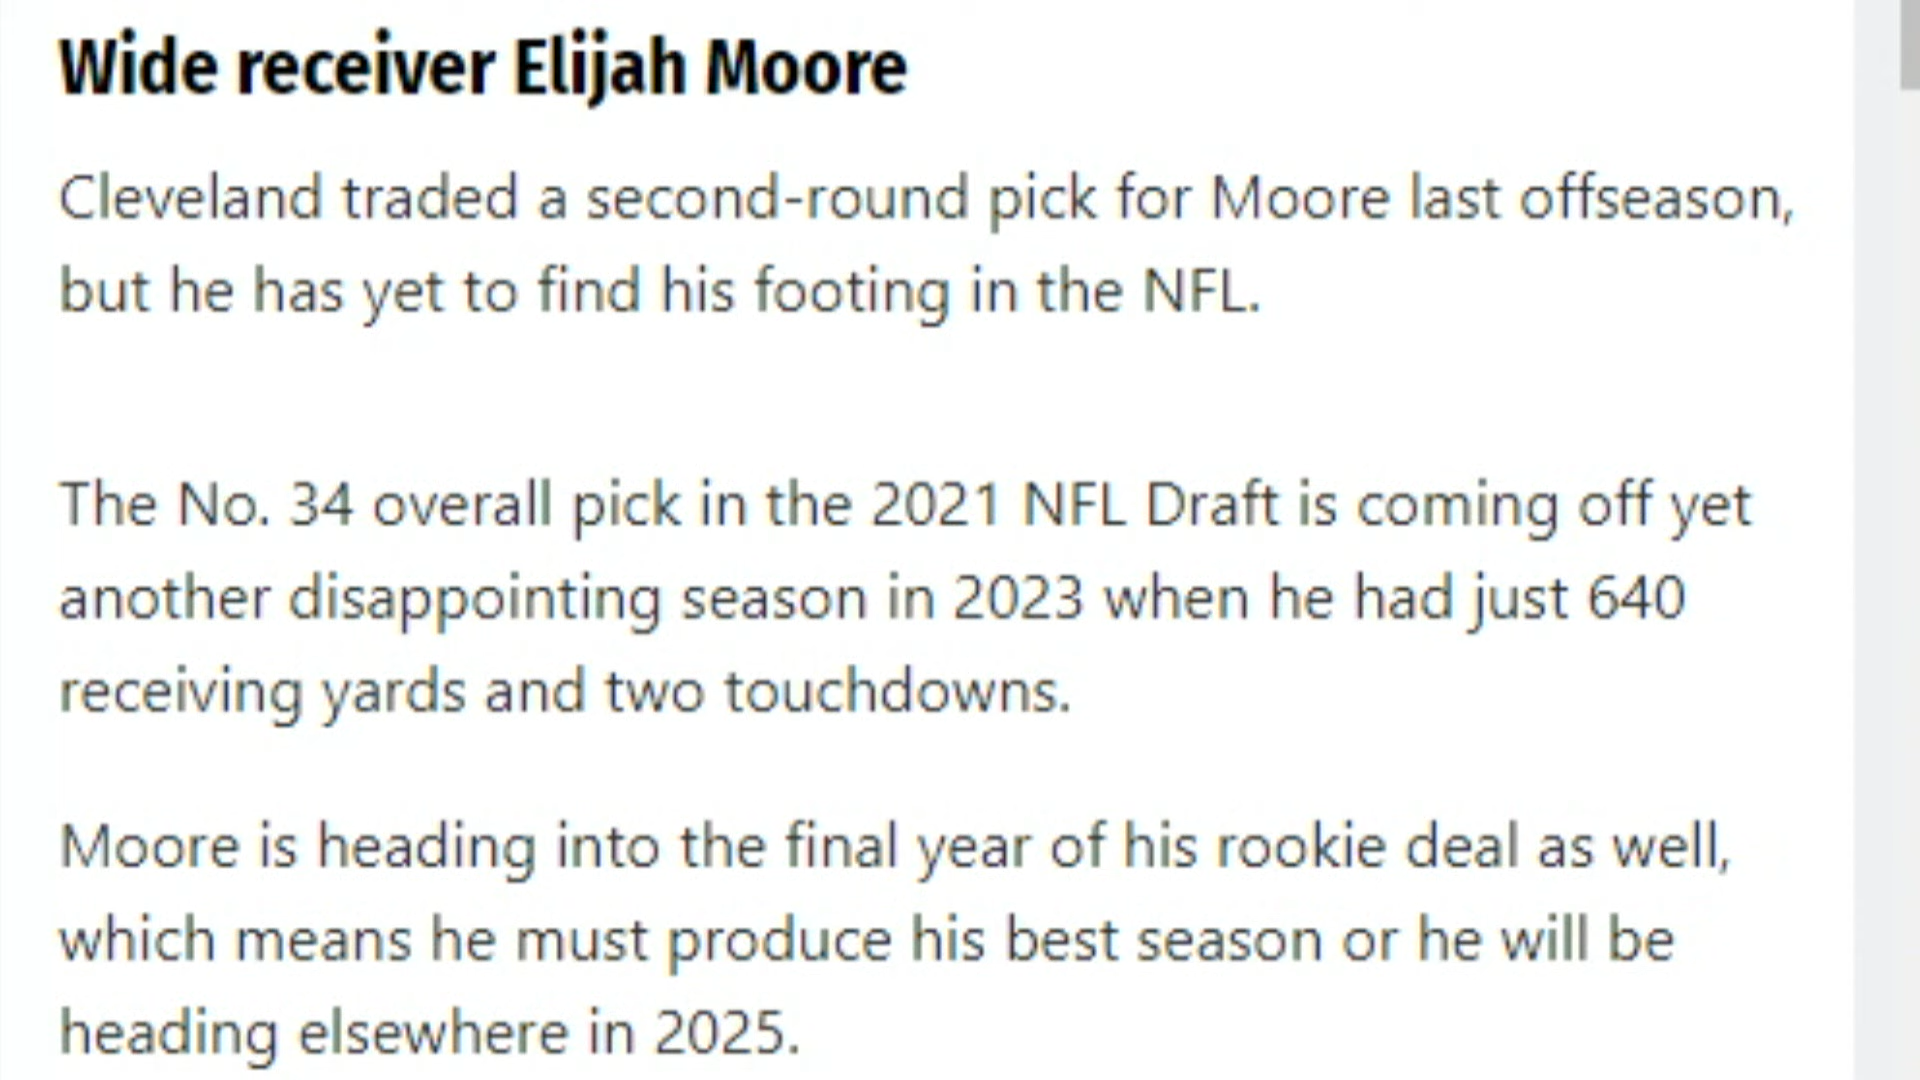 Wide receiver Elijah Moore
Cleveland traded a second-round pick for Moore last offseason,
but he has yet to find his footing in the NFL.
The No. 34 overall pick in the 2021 NFL Draft is coming off yet
another disappointing season in 2023 when he had just 640
receiving yards and two touchdowns.
Moore is heading into the final year of his rookie deal as well,
which means he must produce his best season or he will be
heading elsewhere in 2025.